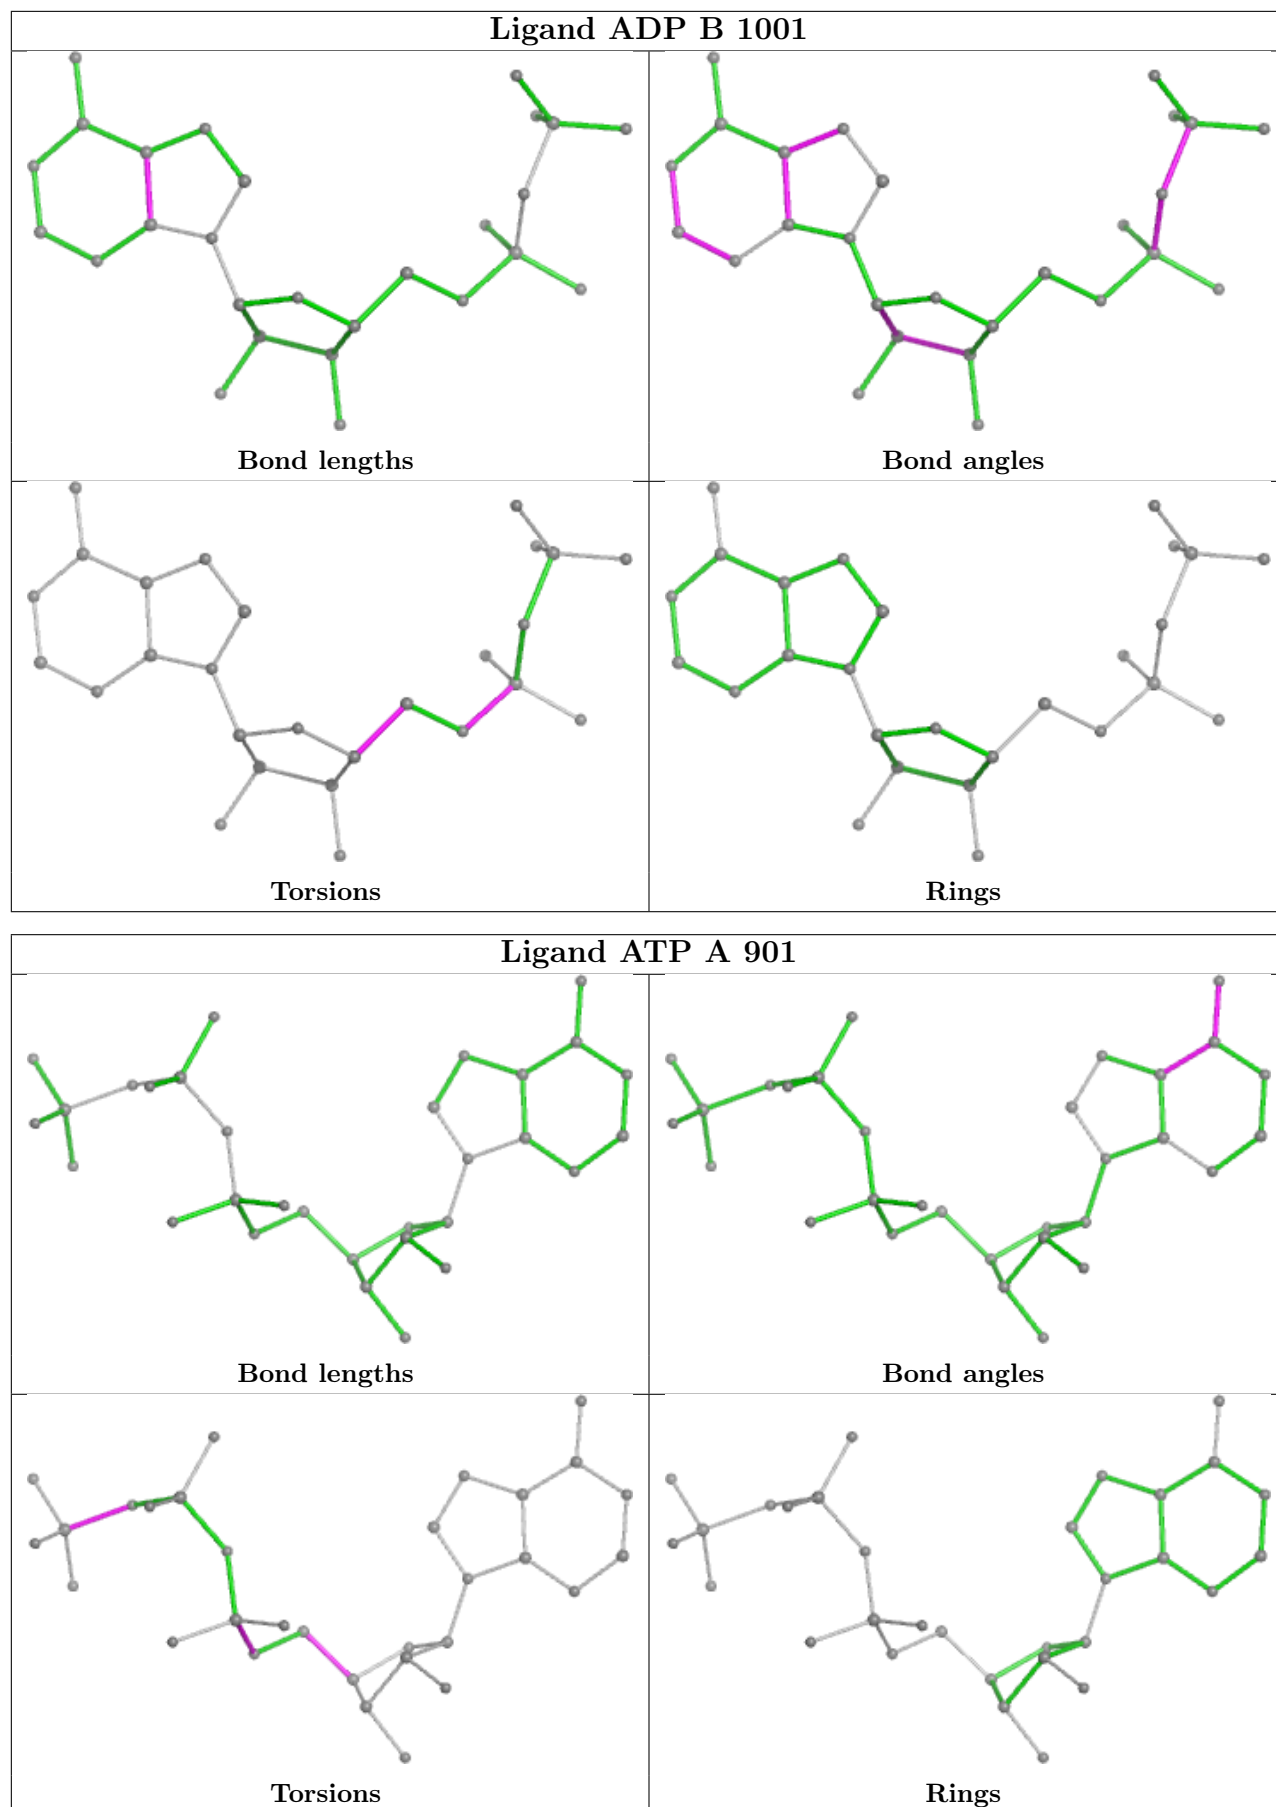 Ligand ADP B 1001
Bond lengths
Bond angles
Torsions
Rings
Ligand ATP A 901
Bond lengths
Bond angles
Torsions
Rings